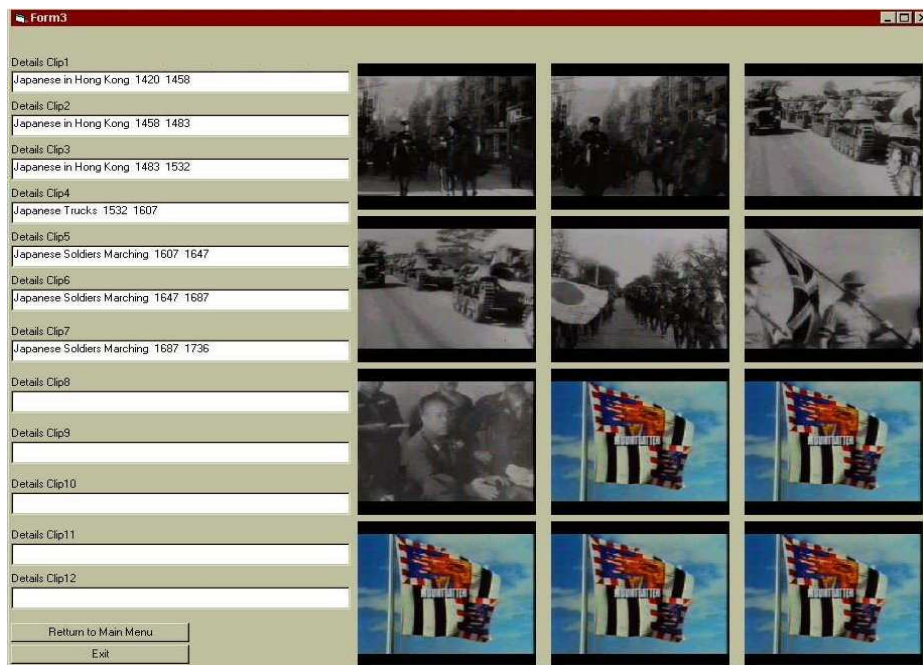 Form3
Details Clip1
Japanese in Hong Kong 1420 1458
Details Clip2
Japanese in Hong Kong 1458 1483
Details Clip3
Japanese in Hong Kong 1483 1532
Details Clip4
Japanese Trucks 1532 1607
Details Clip5
Japanese Soldiers Marching 1607 1647
Details Clip6
Japanese Soldiers Marching 1647 1687
Details Clip7
Japanese Soldiers Marching 1687 1736
Details Clip8
Details Clip9
Details Clip10
Details Clip11
Details Clip12
Retturn to Main Menu
Exit